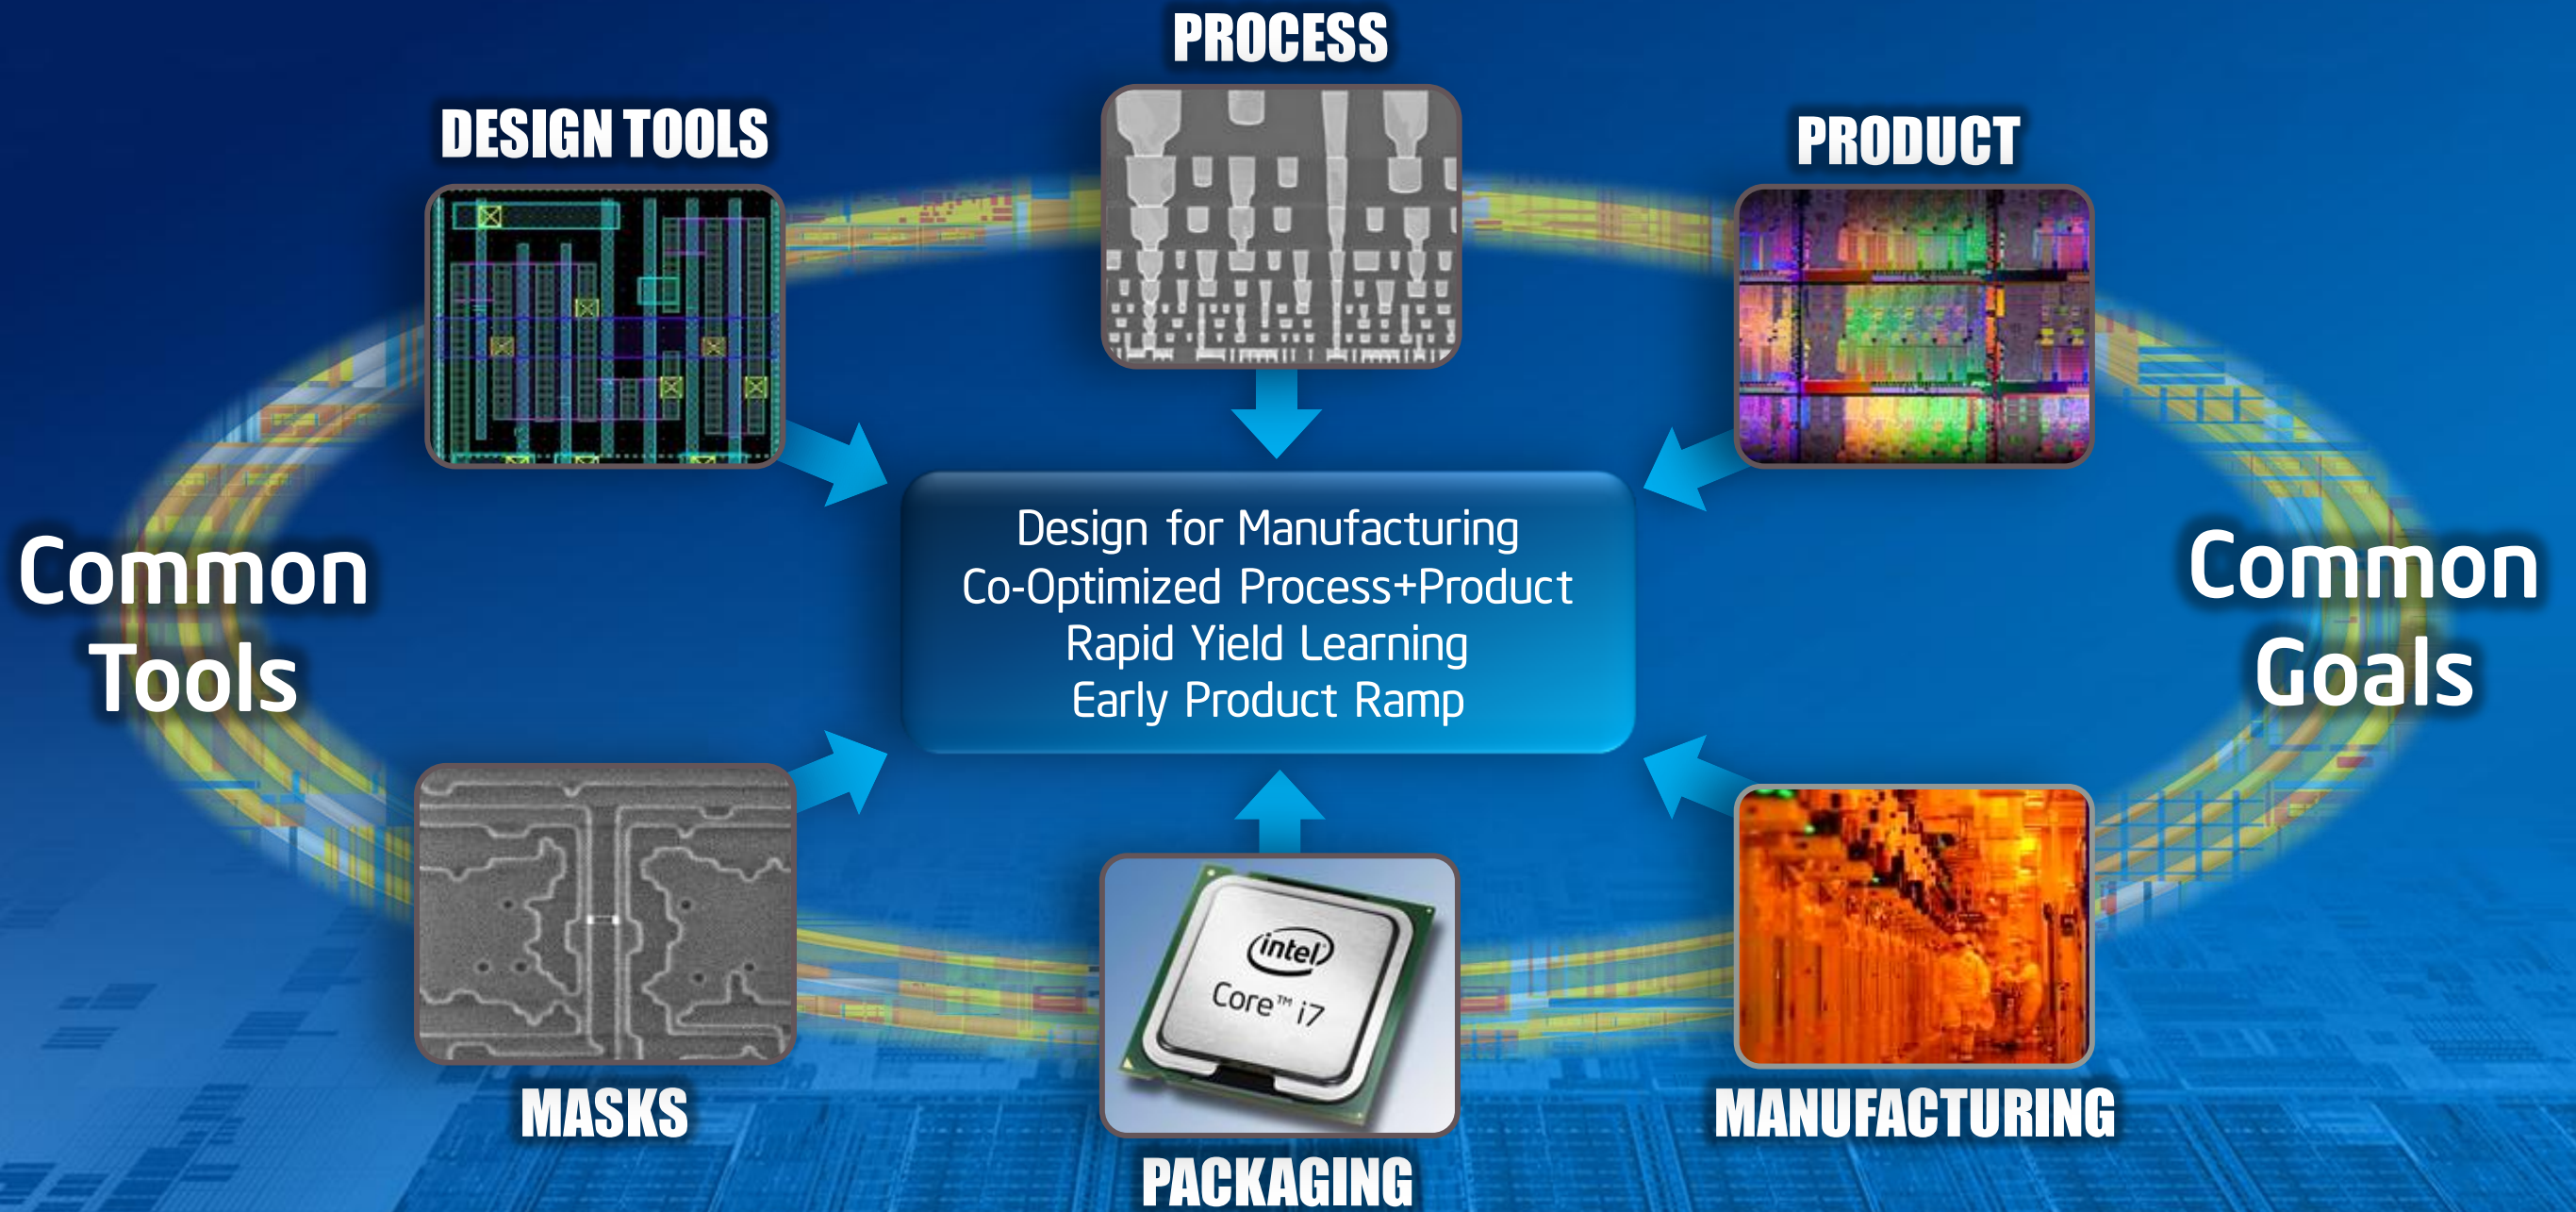 PROCESS
DESIGN TOOLS
PRODUCT
Common
Tools
Design for Manufacturing
Co-Optimized Process+Product
Rapid Yield Learning
Early Product Ramp
Common
Goals
intel
Core™ i7
MASKS
PACKAGING
MANUFACTURING